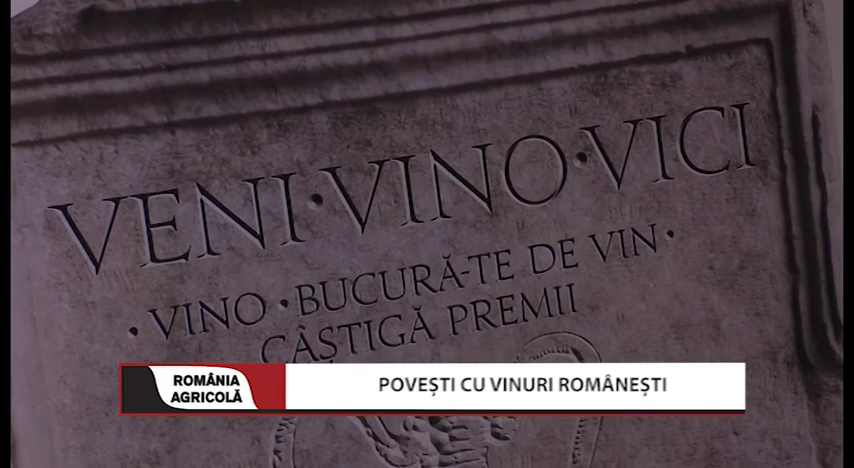 VENI·VINO·VICI
·VINO·BUCURĂ-TE DE VIN·
CÂȘTIGĂ PREMII
ROMÂNIA
AGRICOLĂ
POVEȘTI CU VINURI ROMÂNEȘTI